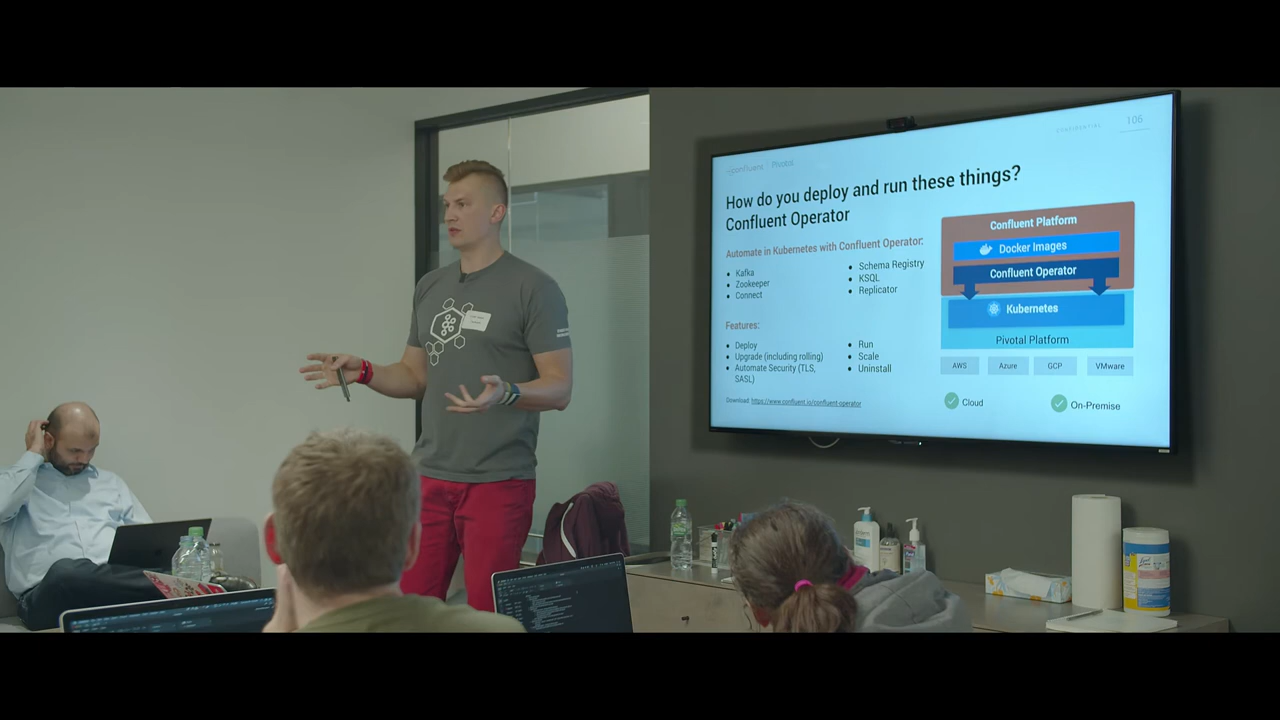 CONFIDENTIAL
106
confluent Pivotal
How do you deploy and run these things?
Confluent Operator
Automate in Kubernetes with Confluent Operator:
Kafka
Zookeeper
Connect
Schema Registry
KSQL
Replicator
Features:
Deploy
Upgrade (including rolling)
Automate Security (TLS,
SASL)
Run
Scale
Uninstall
Download: https://www.confluent.io/confluent-operator
Confluent Platform
Docker Images
Confluent Operator
Kubernetes
Pivotal Platform
AWS
Azure
GCP
VMware
Cloud
On-Premise